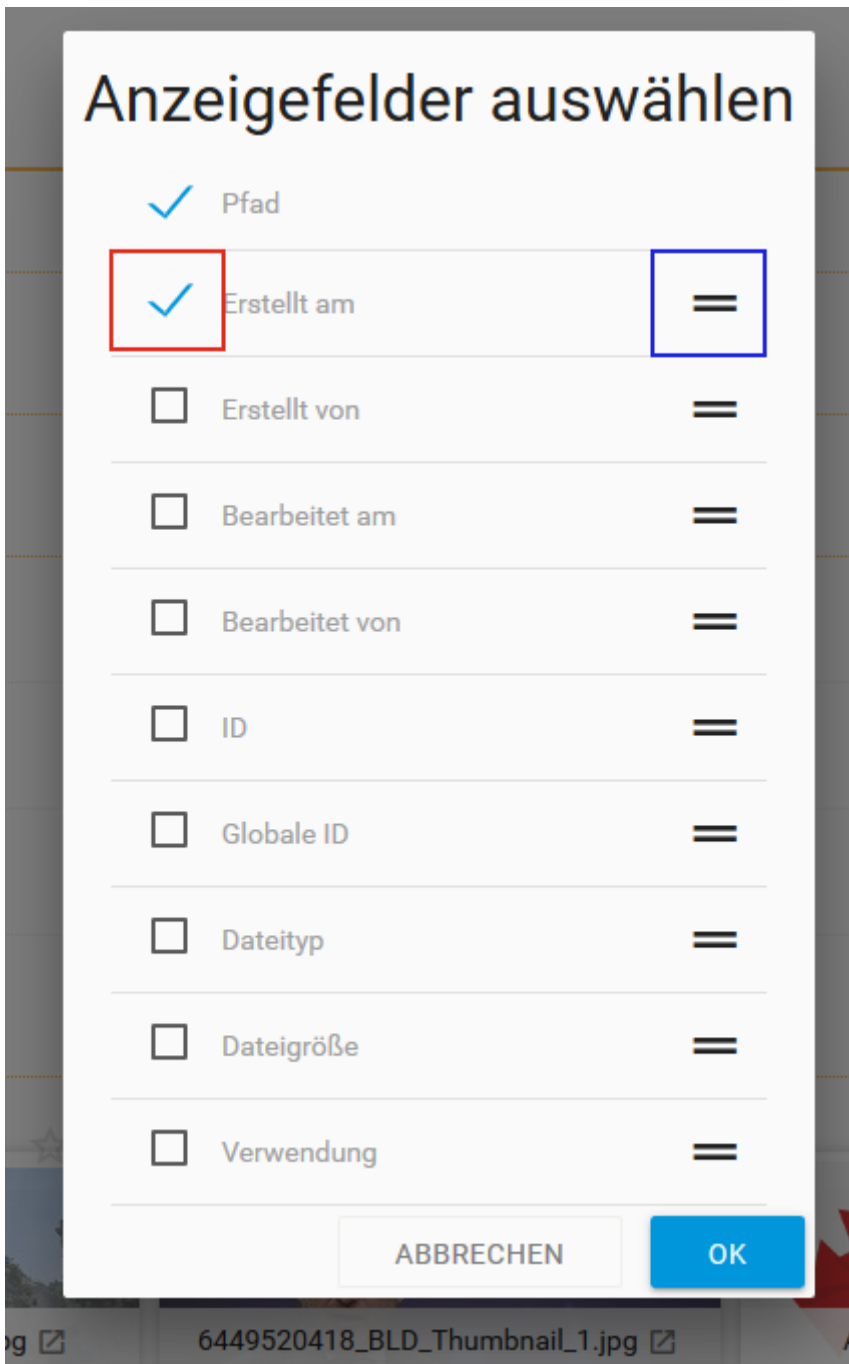 Anzeigefelder auswählen
Pfad
Erstellt am
Erstellt von
Bearbeitet am
Bearbeitet von
ID
Globale ID
Dateityp
Dateigröße
Verwendung
ABBRECHEN OK
6449520418_BLD_Thumbnail_1.jpg